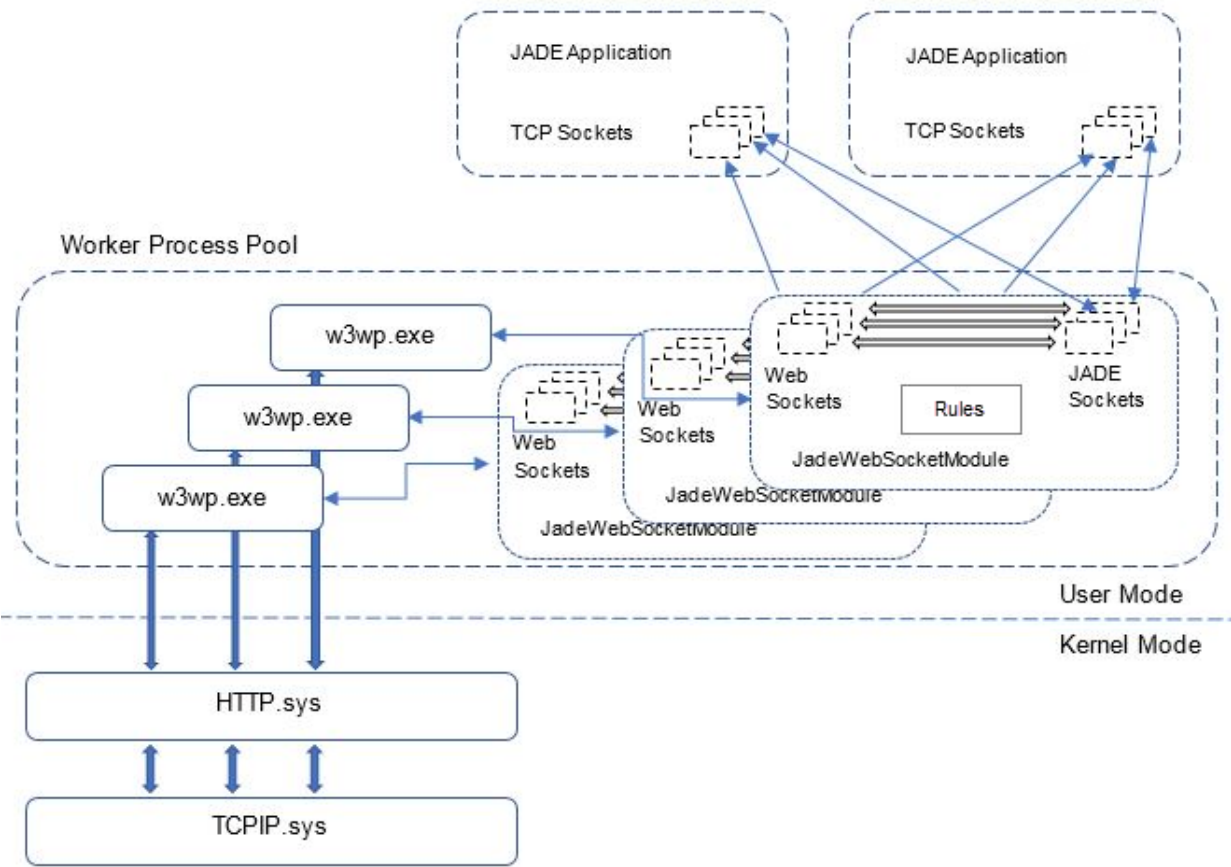 JADE Application
TCP Sockets
JADE Application
TCP Sockets
Worker Process Pool
w3wp.exe
w3wp.exe
w3wp.exe
Web
Sockets
JadeWebSocketModule
Web
Sockets
JadeWebSocketModule
Web
Sockets
JADE
Sockets
Rules
JadeWebSocketModule
User Mode
Kernel Mode
HTTP.sys
TCPIP.sys